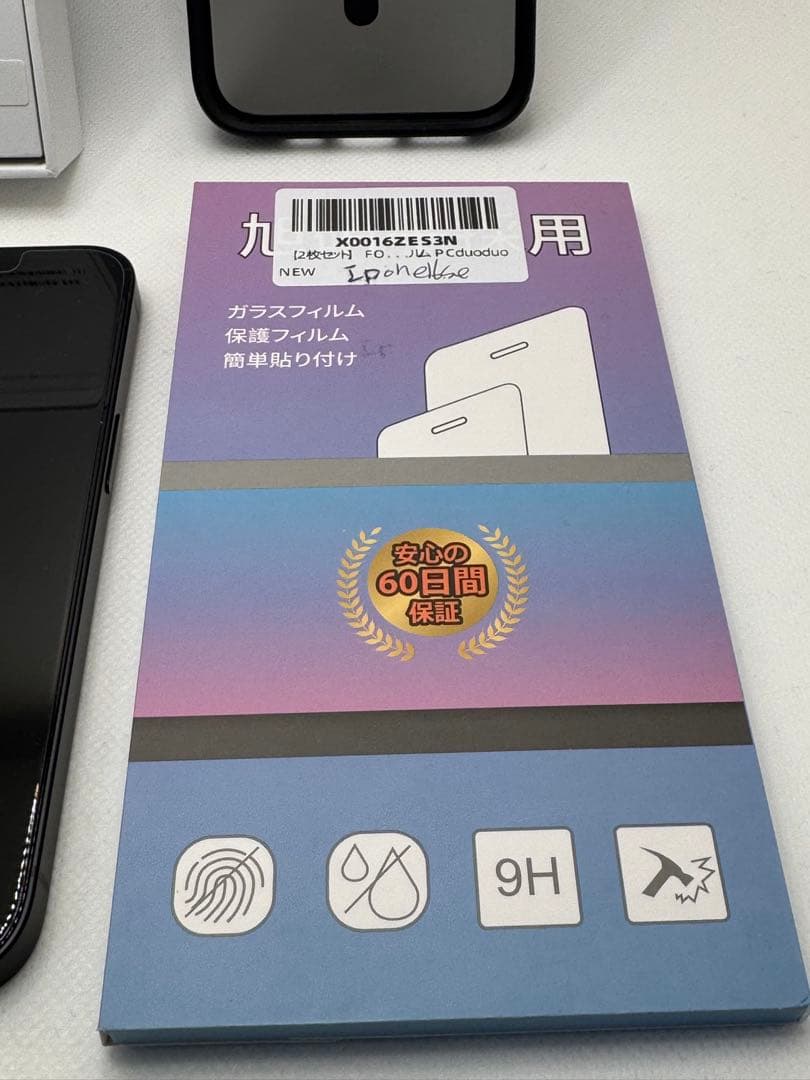 旭 用
X0016ZES3N
【2枚セット】 FO...ルム PCduoduo
NEW
ガラスフィルム
保護フィルム
簡単貼り付け
安心の
60日間
保証
9H